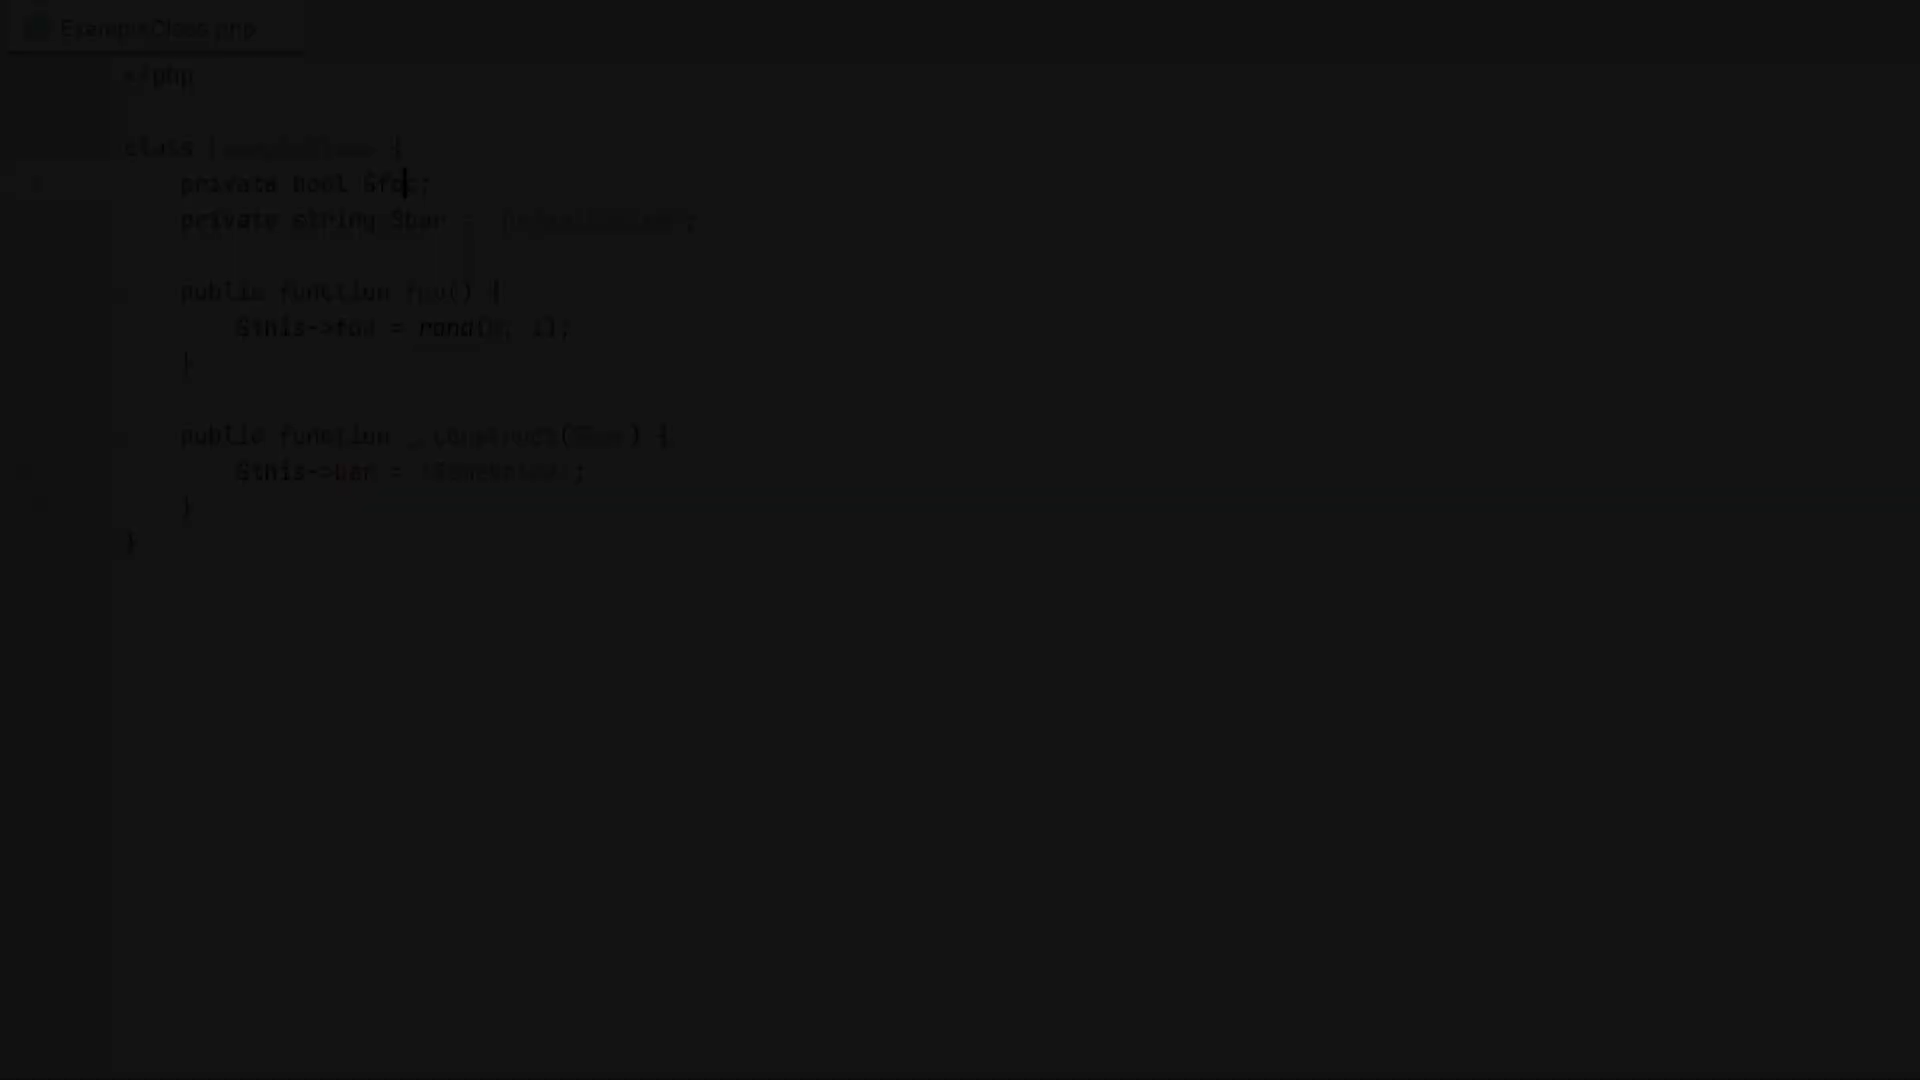 ExampleClass.php
<?php
class ExampleClass {
private bool $foo;
private string $bar = ;
public function foo() {
$this->foo = rand(0, 1);
}
public function __construct($bar) {
$this->bar = ;
}
}